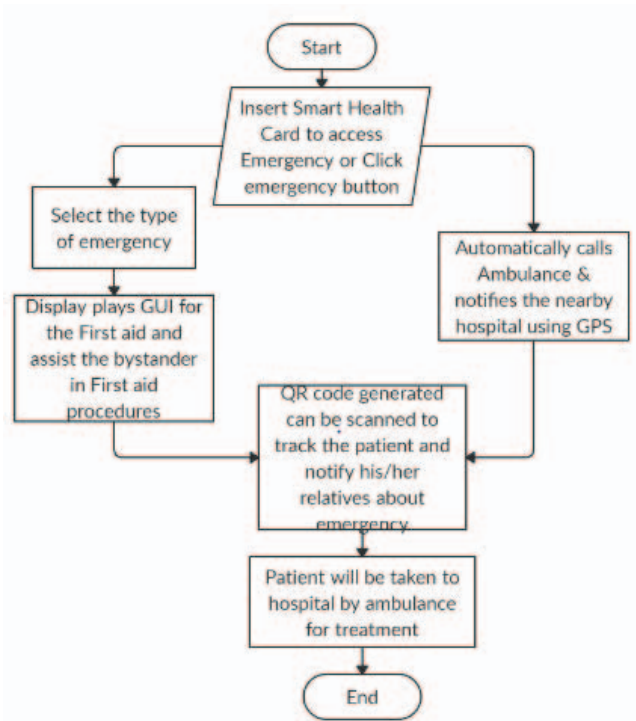 Start
Insert Smart Health
Card to access
Emergency or Click
emergency button
Select the type
of emergency
Automatically calls
Ambulance &
notifies the nearby
hospital using GPS
Display plays GUI for
the First aid and
assist the bystander
in First aid
procedures
QR code generated
can be scanned to
track the patient and
notify his/her
relatives about
emergency
Patient will be taken to
hospital by ambulance
for treatment
End